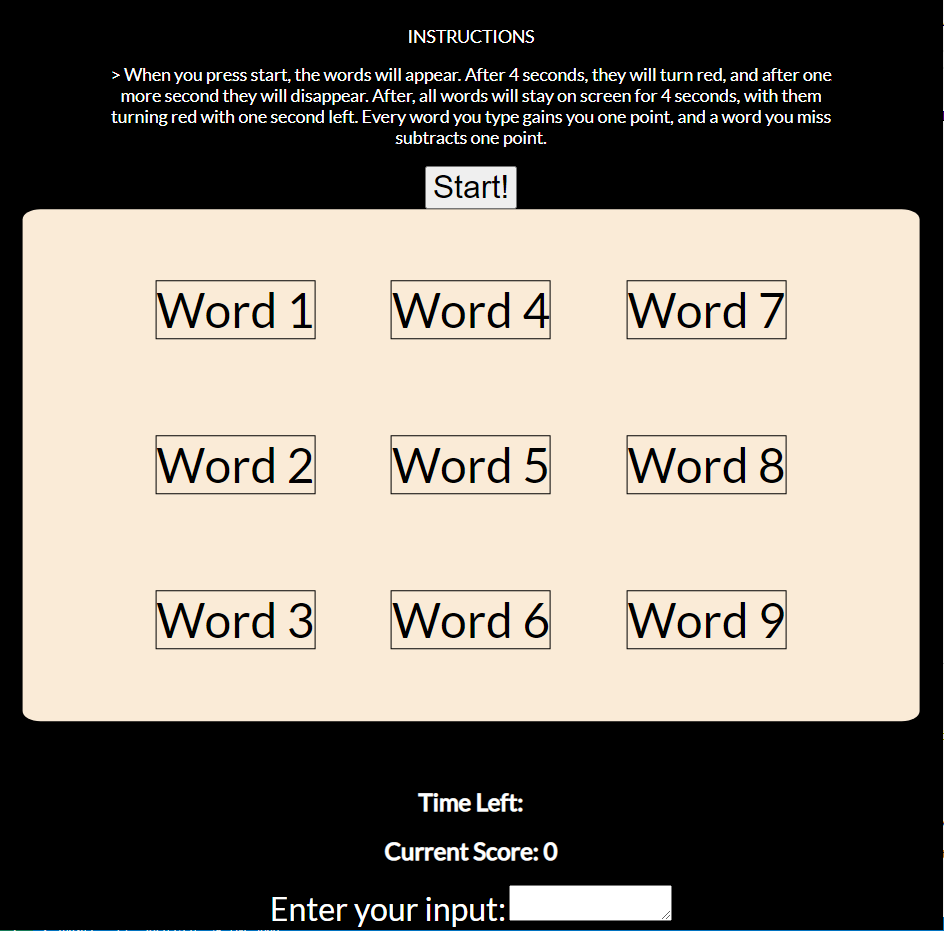 INSTRUCTIONS
> When you press start, the words will appear. After 4 seconds, they will turn red, and after one
more second they will disappear. After, all words will stay on screen for 4 seconds, with them
turning red with one second left. Every word you type gains you one point, and a word you miss
subtracts one point.
Start!
Word 1 Word 4 Word 7
Word 2 Word 5 Word 8
Word 3 Word 6 Word 9
Time Left:
Current Score: 0
Enter your input: